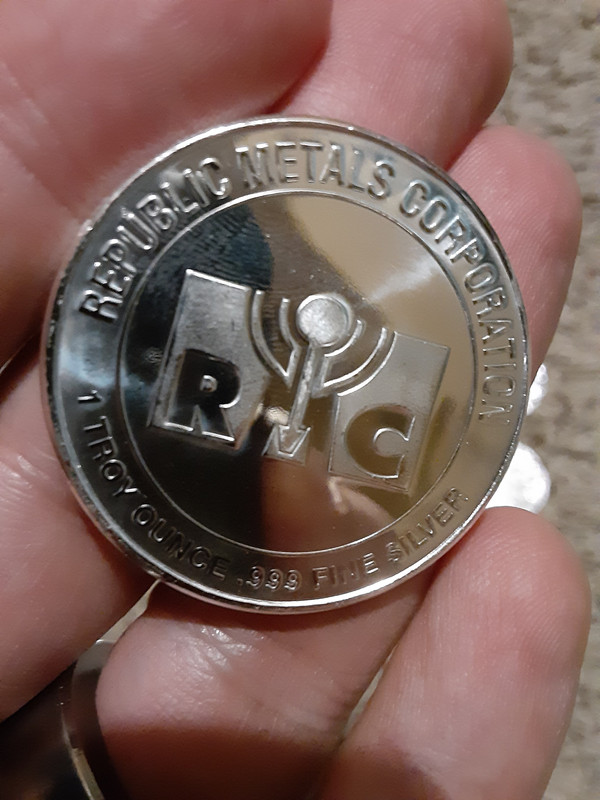 REPUBLIC METALS CORPORATION
R C
1 TROY OUNCE .999 FINE SILVER